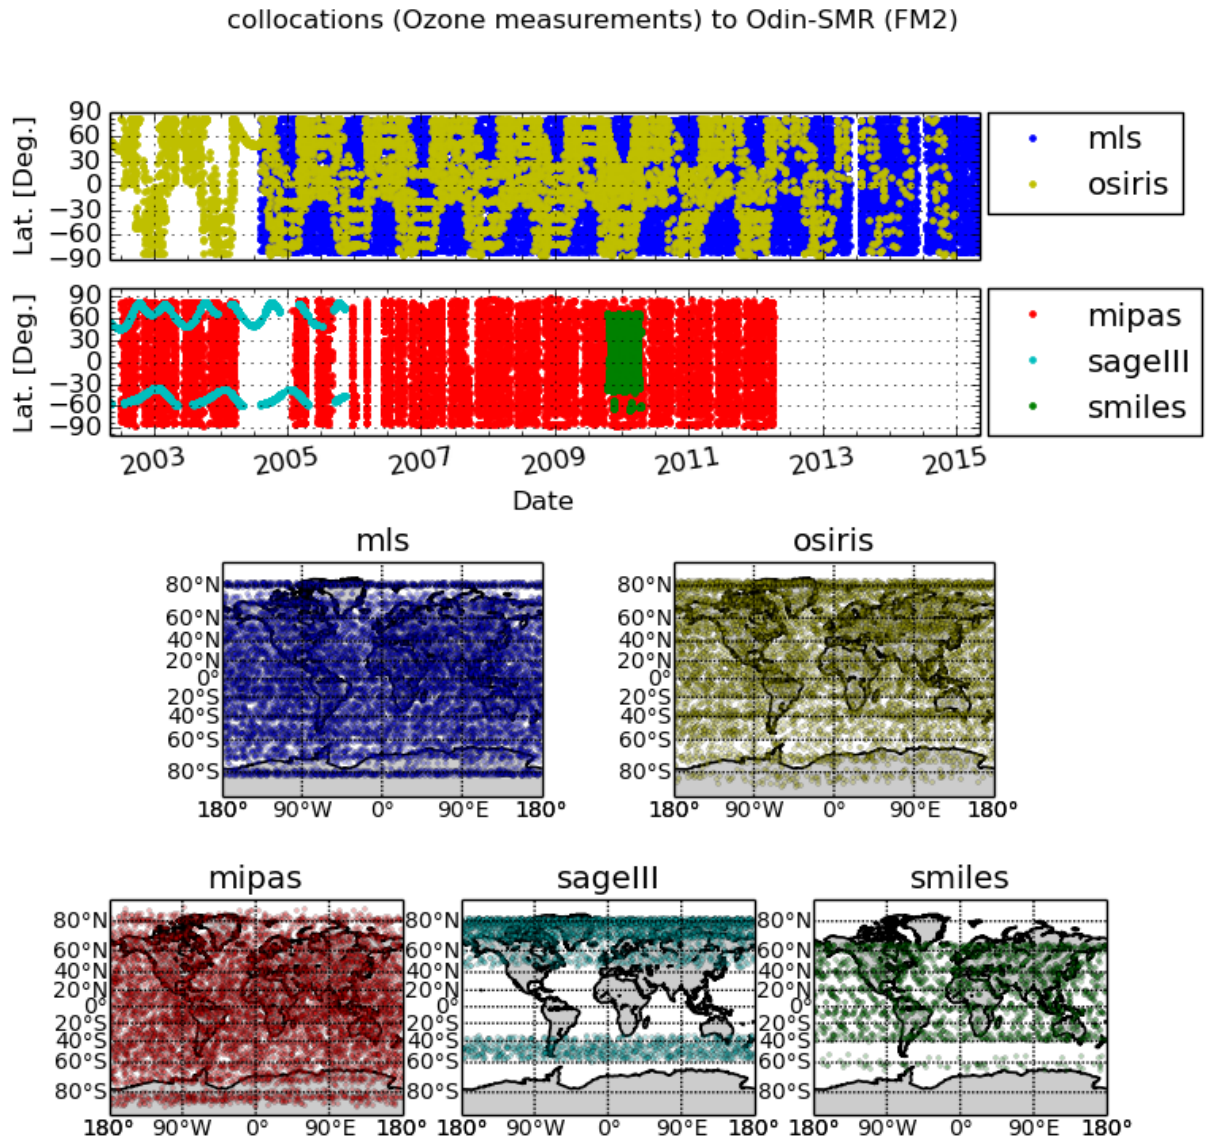 collocations (Ozone measurements) to Odin-SMR (FM2)
Lat. [Deg.]
90
60
30
0
−30
−60
−90
mls
osiris
Lat. [Deg.]
90
60
30
0
−30
−60
−90
mipas
sageIII
smiles
2003 2005 2007 2009 2011 2013 2015
Date
mls
80°N
60°N
40°N
20°N
0°
20°S
40°S
60°S
80°S
180° 90°W 0° 90°E 180°
osiris
80°N
60°N
40°N
20°N
0°
20°S
40°S
60°S
80°S
180° 90°W 0° 90°E 180°
mipas
80°N
60°N
40°N
20°N
0°
20°S
40°S
60°S
80°S
180° 90°W 0° 90°E 180°
sageIII
80°N
60°N
40°N
20°N
0°
20°S
40°S
60°S
80°S
180° 90°W 0° 90°E 180°
smiles
80°N
60°N
40°N
20°N
0°
20°S
40°S
60°S
80°S
180° 90°W 0° 90°E 180°